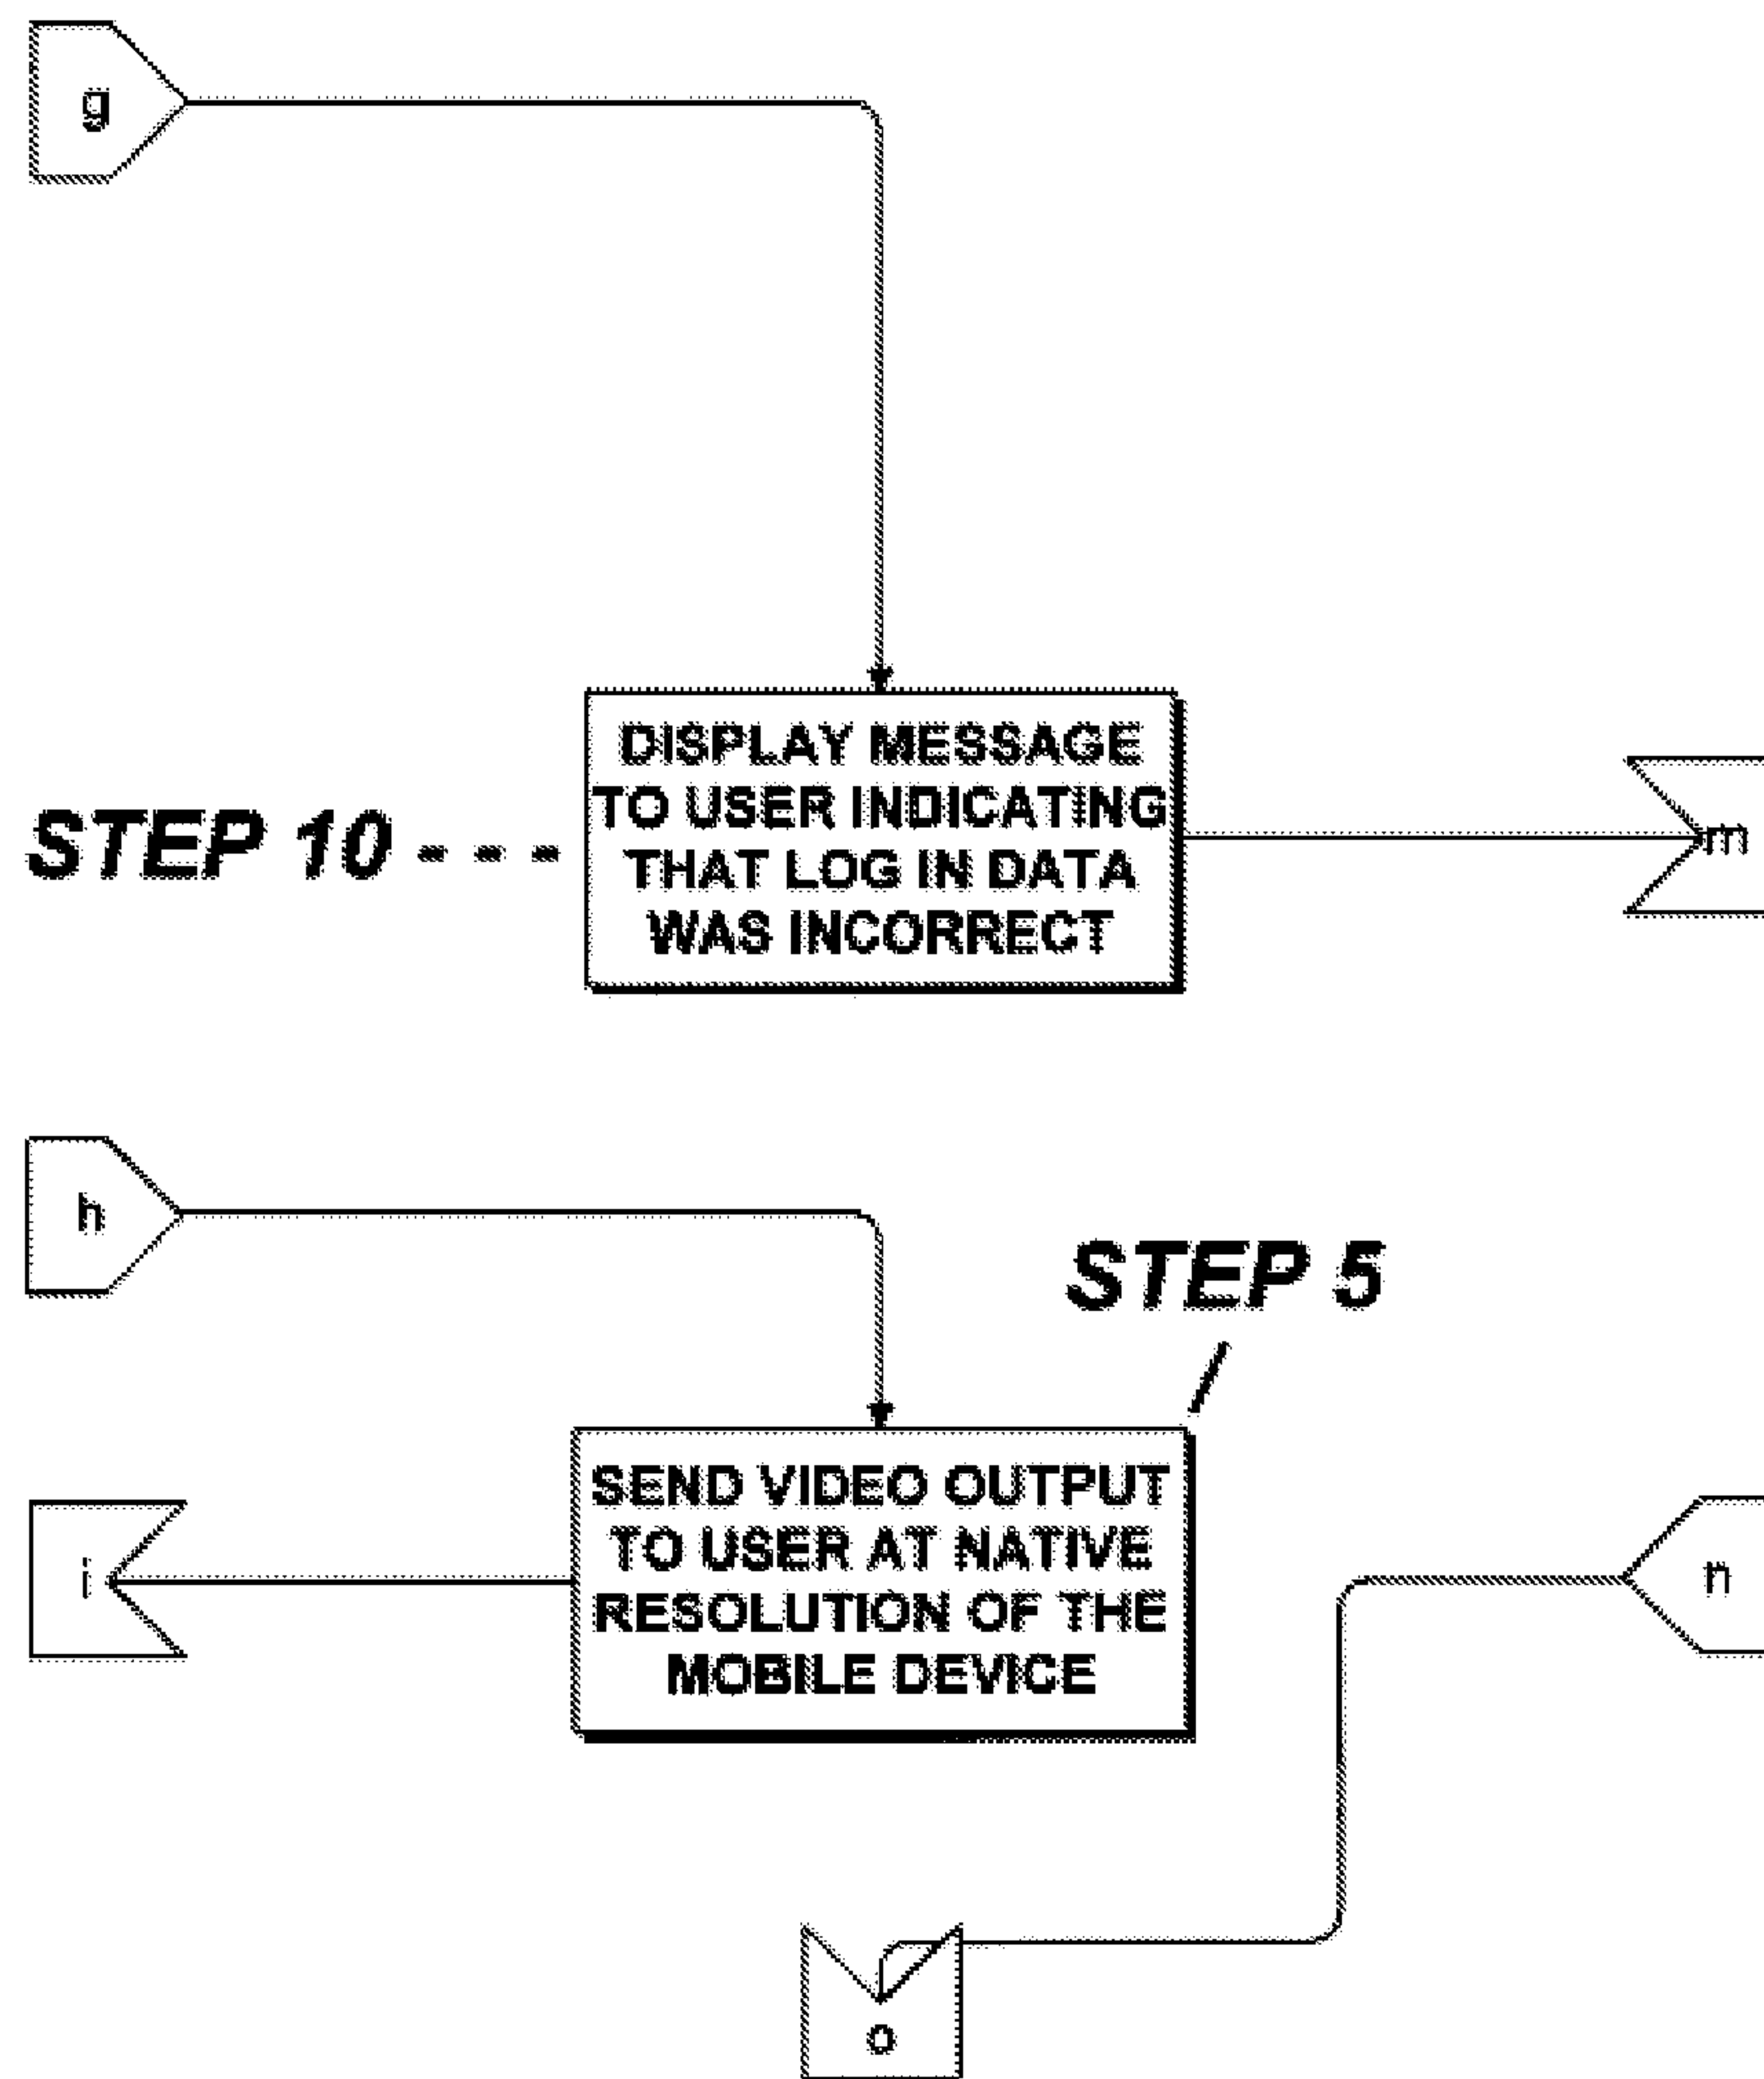 g
DISPLAY MESSAGE
TO USER INDICATING
THAT LOG IN DATA
WAS INCORRECT
STEP 10 - - -
m
h
STEP 5
SEND VIDEO OUTPUT
TO USER AT NATIVE
RESOLUTION OF THE
MOBILE DEVICE
i
n
o